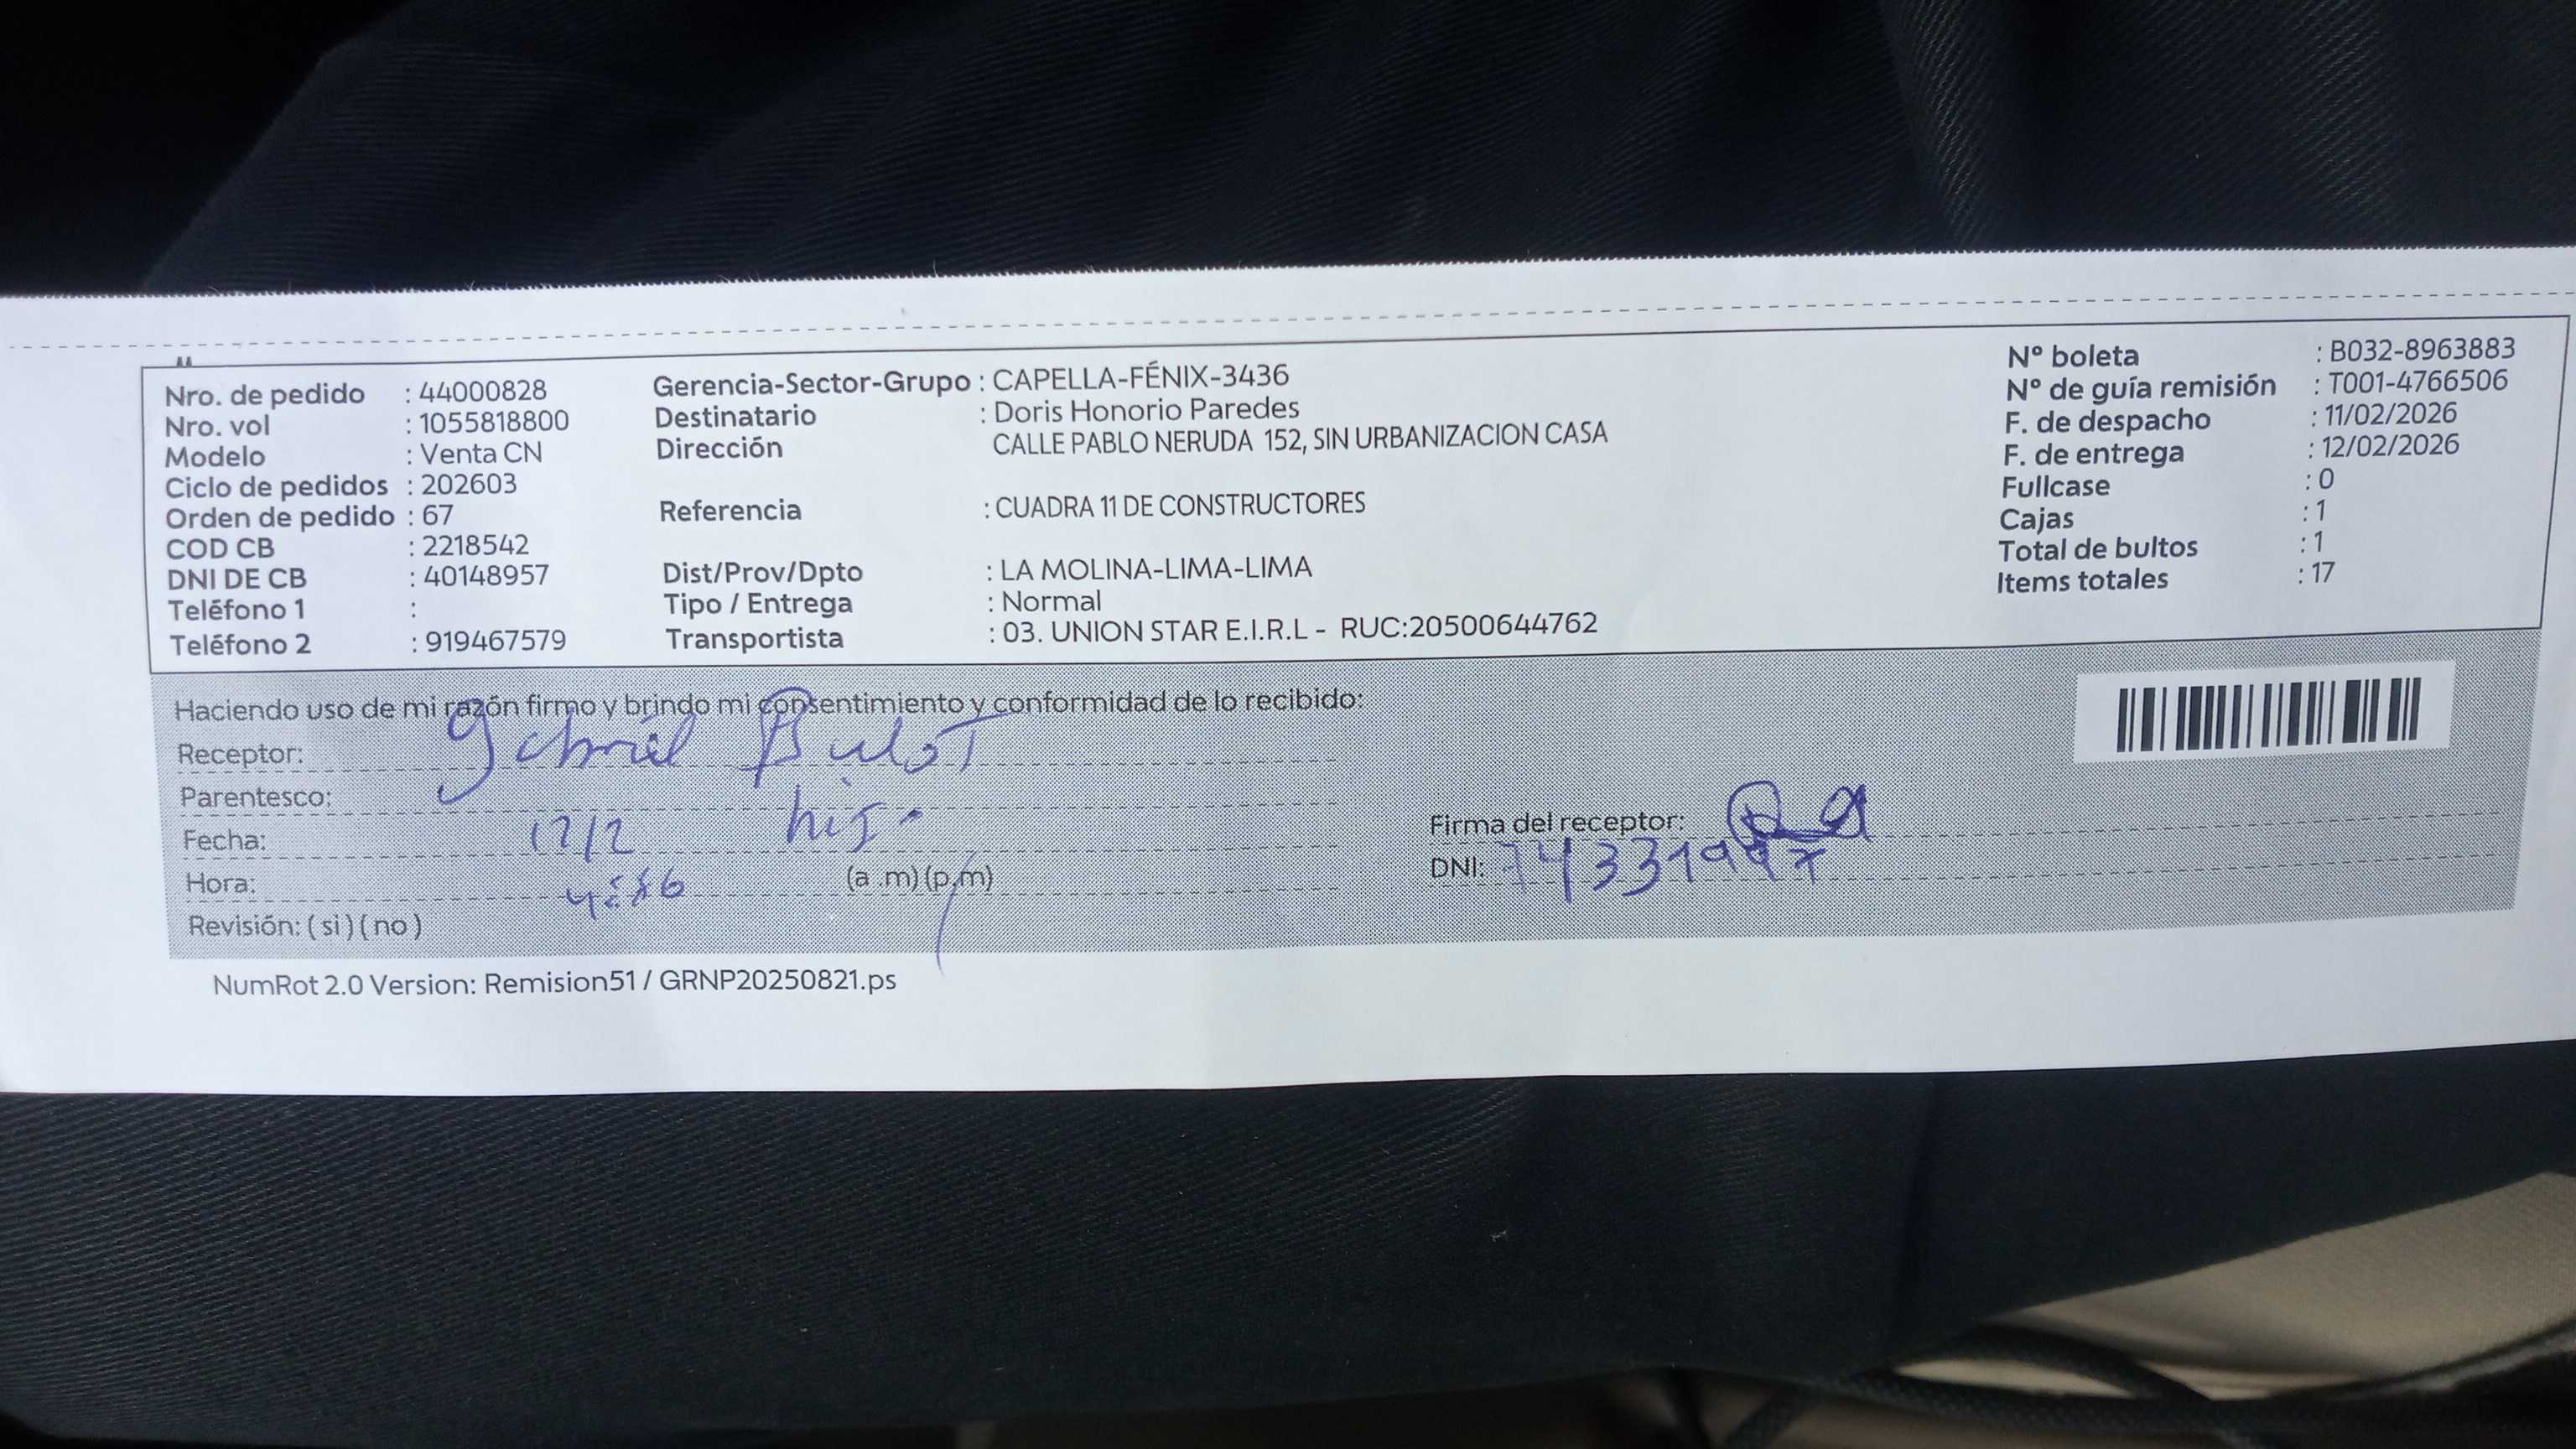 Nro. de pedido : 44000828
Nro. vol : 1055818800
Modelo : Venta CN
Ciclo de pedidos : 202603
Orden de pedido : 67
COD CB : 2218542
DNI DE CB : 40148957
Teléfono 1 :
Teléfono 2 : 919467579
Gerencia-Sector-Grupo : CAPELLA-FÉNIX-3436
Destinatario : Doris Honorio Paredes
Dirección CALLE PABLO NERUDA 152, SIN URBANIZACION CASA
Referencia : CUADRA 11 DE CONSTRUCTORES
Dist/Prov/Dpto : LA MOLINA-LIMA-LIMA
Tipo / Entrega : Normal
Transportista : 03. UNION STAR E.I.R.L - RUC:20500644762
Nº boleta : B032-8963883
Nº de guía remisión : T001-4766506
F. de despacho : 11/02/2026
F. de entrega : 12/02/2026
Fullcase : 0
Cajas : 1
Total de bultos : 1
Items totales : 17
Haciendo uso de mi razón firmo y brindo mi consentimiento y conformidad de lo recibido:
Receptor:
Parentesco:
Fecha: 12/2
Hora: (a .m) (p.m)
Revisión: ( si ) ( no )
Firma del receptor:
DNI:
NumRot 2.0 Version: Remision51 / GRNP20250821.ps